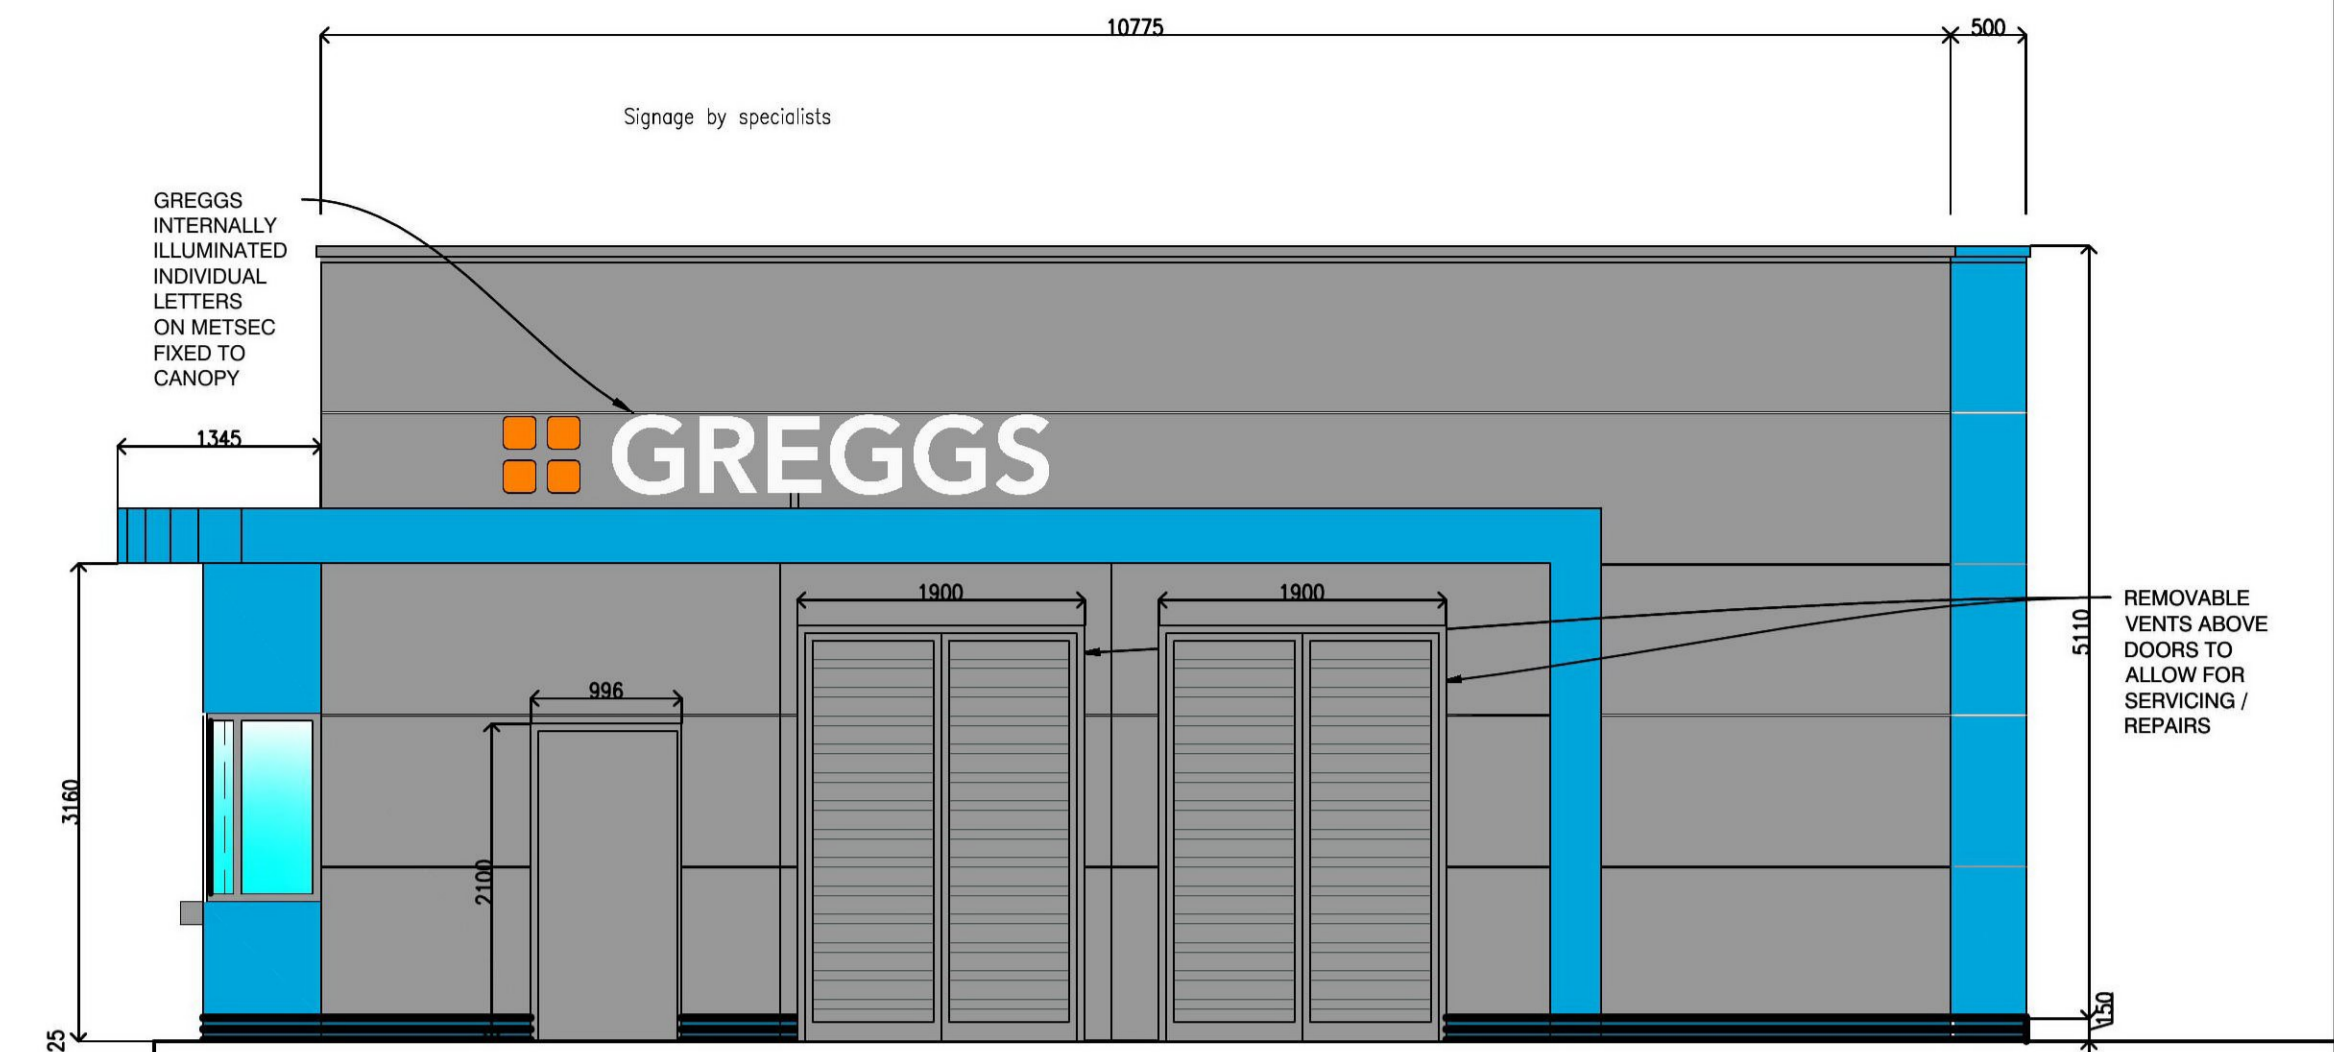 10775
500
Signage by specialists
GREGGS
INTERNALLY
ILLUMINATED
INDIVIDUAL
LETTERS
ON METSEC
FIXED TO
CANOPY
1345
GREGGS
1900
1900
REMOVABLE
VENTS ABOVE
DOORS TO
ALLOW FOR
SERVICING /
REPAIRS
5110
996
3160
2100
150
25